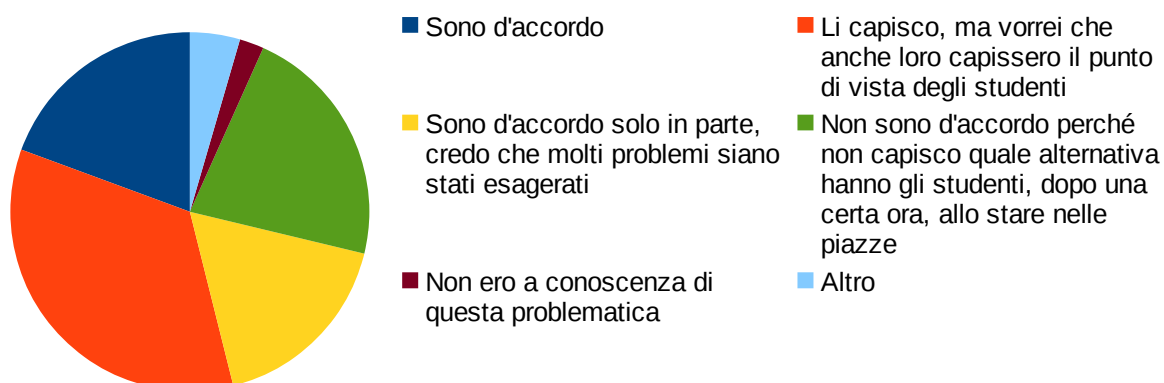 Sono d'accordo
Li capisco, ma vorrei che
anche loro capissero il punto
di vista degli studenti
Sono d'accordo solo in parte,
credo che molti problemi siano
stati esagerati
Non sono d'accordo perché
non capisco quale alternativa
hanno gli studenti, dopo una
certa ora, allo stare nelle
piazze
Non ero a conoscenza di
questa problematica
Altro